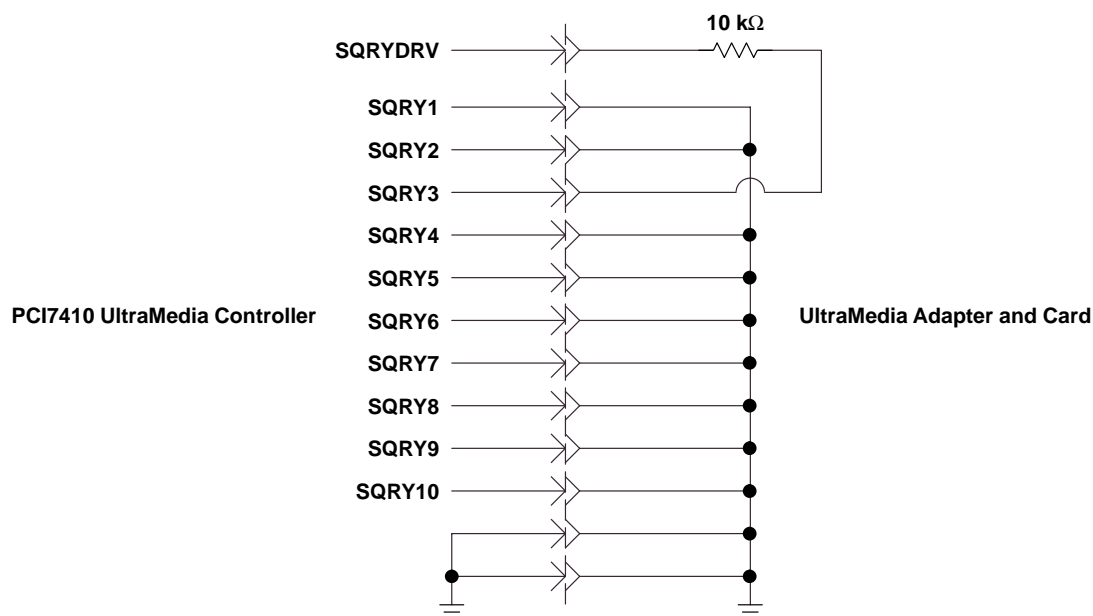 10 kΩ
SQRYDRV
SQRY1
SQRY2
SQRY3
SQRY4
SQRY5
PCI7410 UltraMedia Controller
UltraMedia Adapter and Card
SQRY6
SQRY7
SQRY8
SQRY9
SQRY10